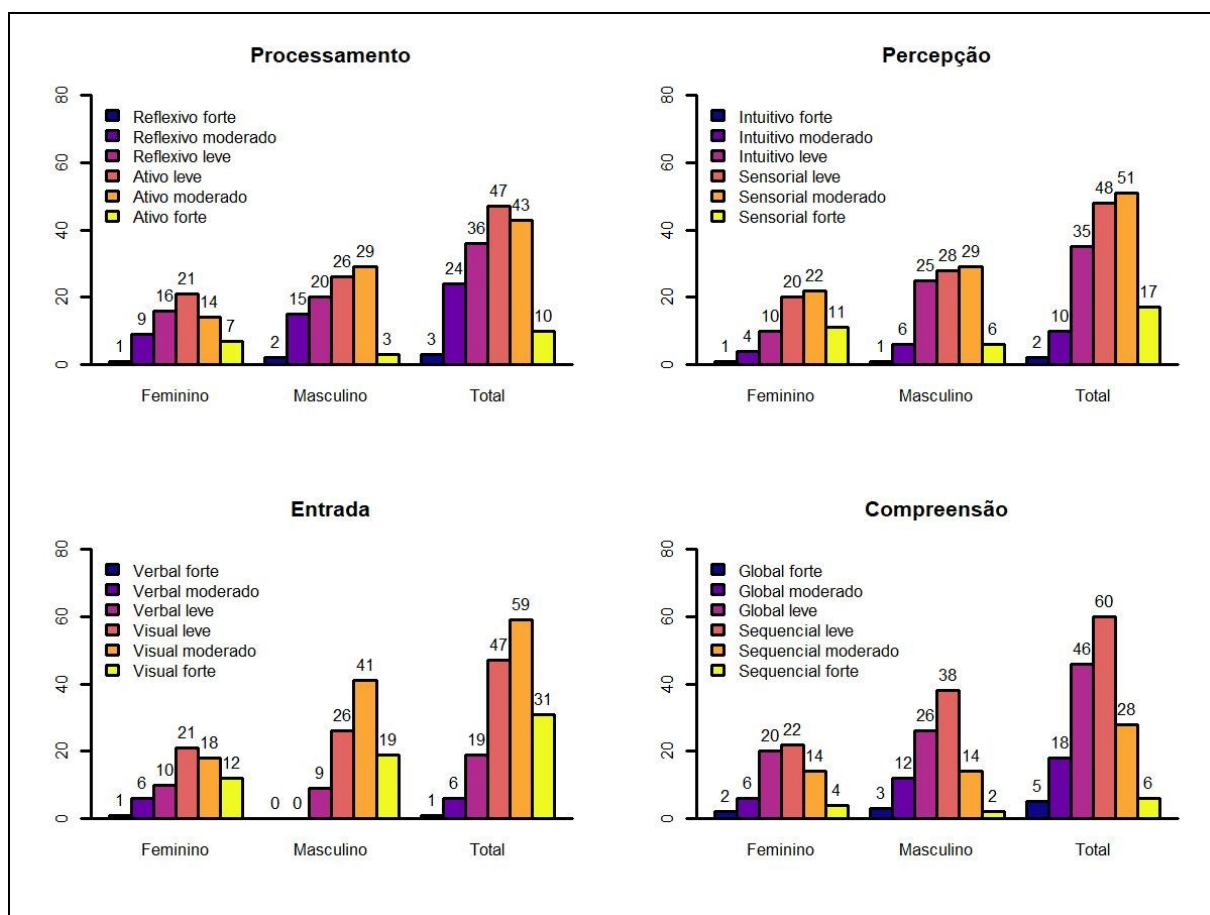 Processamento
80
60
40
20
0
Reflexivo forte
Reflexivo moderado
Reflexivo leve
Ativo leve
Ativo moderado
Ativo forte
1 9 16 21 14 7
2 15 20 26 29 3
3 24 36 47 43 10
Feminino Masculino Total
Percepção
80
60
40
20
0
Intuitivo forte
Intuitivo moderado
Intuitivo leve
Sensorial leve
Sensorial moderado
Sensorial forte
1 4 10 20 22 11
1 6 25 28 29 6
2 10 35 48 51 17
Feminino Masculino Total
Entrada
80
60
40
20
0
Verbal forte
Verbal moderado
Verbal leve
Visual leve
Visual moderado
Visual forte
1 6 10 21 18 12
0 0 9 26 41 19
1 6 19 47 59 31
Feminino Masculino Total
Compreensão
80
60
40
20
0
Global forte
Global moderado
Global leve
Sequencial leve
Sequencial moderado
Sequencial forte
2 6 20 22 14 4
3 12 26 38 14 2
5 18 46 60 28 6
Feminino Masculino Total